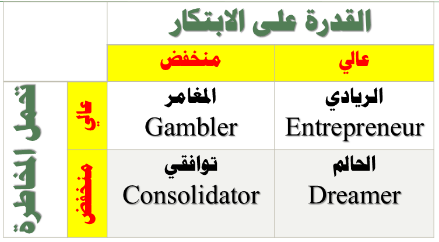 القدرة على الابتكار
عالي
منخفض
تحمل المخاطرة
عالي
الريادي
Entrepreneur
المغامر
Gambler
منخفض
الحالم
Dreamer
توافقي
Consolidator